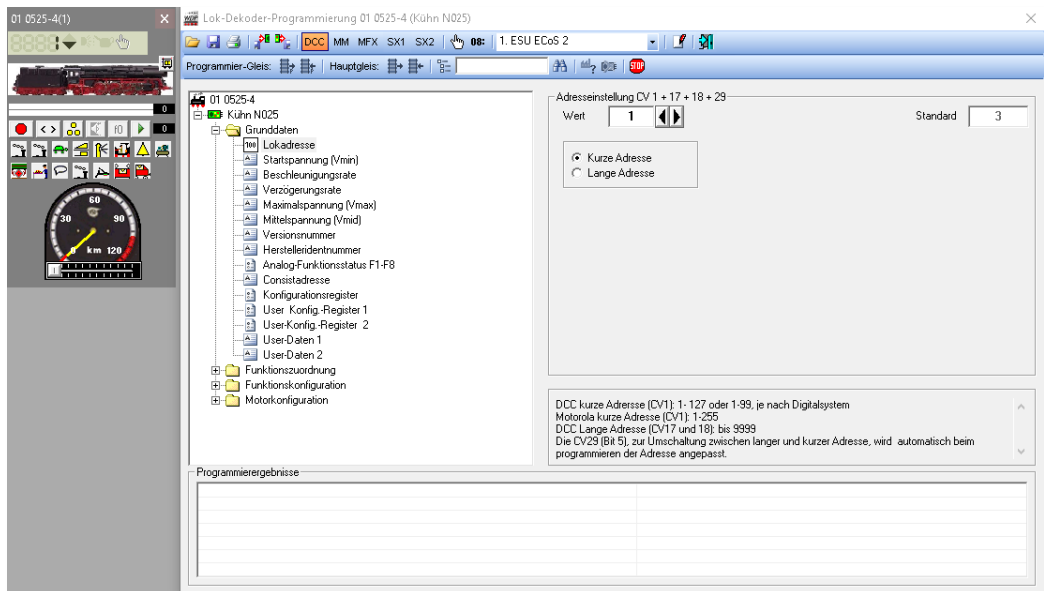 01 0525-4(1)
Lok-Dekoder-Programmierung 01 0525-4 (Kühn N025)
DCC MM MFX SX1 SX2 08: 1. ESU ECoS 2
Programmier-Gleis: Hauptgleis: STOP
0
f0 0
60
30 90
0 km 120
01 0525-4
Kühn N025
Grunddaten
Lokadresse
Startspannung (Vmin)
Beschleunigungsrate
Verzögerungsrate
Maximalspannung (Vmax)
Mittelspannung (Vmid)
Versionsnummer
Herstelleridentnummer
Analog-Funktionsstatus F1-F8
Consistadresse
Konfigurationsregister
User Konfig.-Register 1
User-Konfig.-Register 2
User-Daten 1
User-Daten 2
Funktionszuordnung
Funktionskonfiguration
Motorkonfiguration
Adresseinstellung CV 1 + 17 + 18 + 29
Wert 1 Standard 3
Kurze Adresse
Lange Adresse
DCC kurze Adrersse (CV1): 1- 127 oder 1-99, je nach Digitalsystem
Motorola kurze Adresse (CV1): 1-255
DCC Lange Adresse (CV17 und 18): bis 9999
Die CV29 (Bit 5), zur Umschaltung zwischen langer und kurzer Adresse, wird automatisch beim
programmieren der Adresse angepasst.
Programmierergebnisse